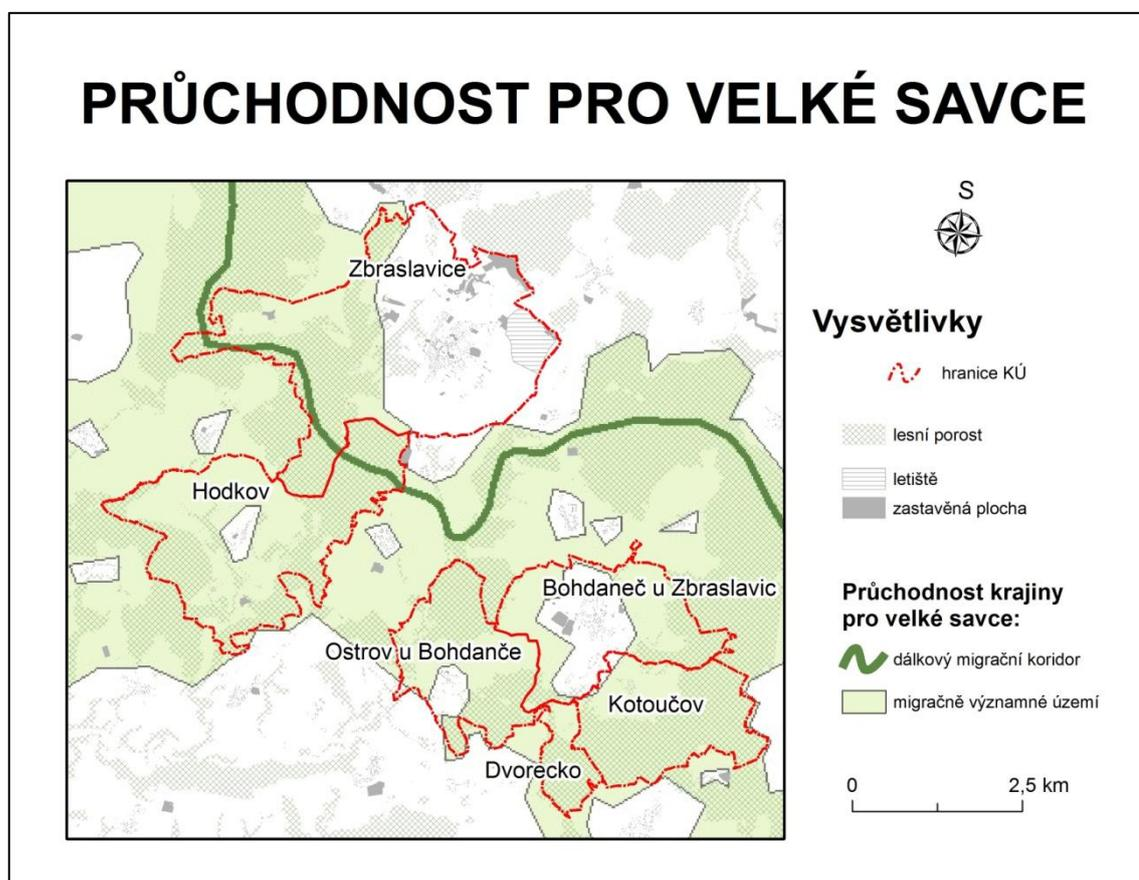 PRŮCHODNOST PRO VELKÉ SAVCE
Zbraslavice
Hodkov
Bohdaneč u Zbraslavic
Ostrov u Bohdanče
Kotoučov
Dvorecko
S
Vysvětlivky
hranice KÚ
lesní porost
letiště
zastavěná plocha
Průchodnost krajiny
pro velké savce:
dálkový migrační koridor
migračně významné území
0 2,5 km